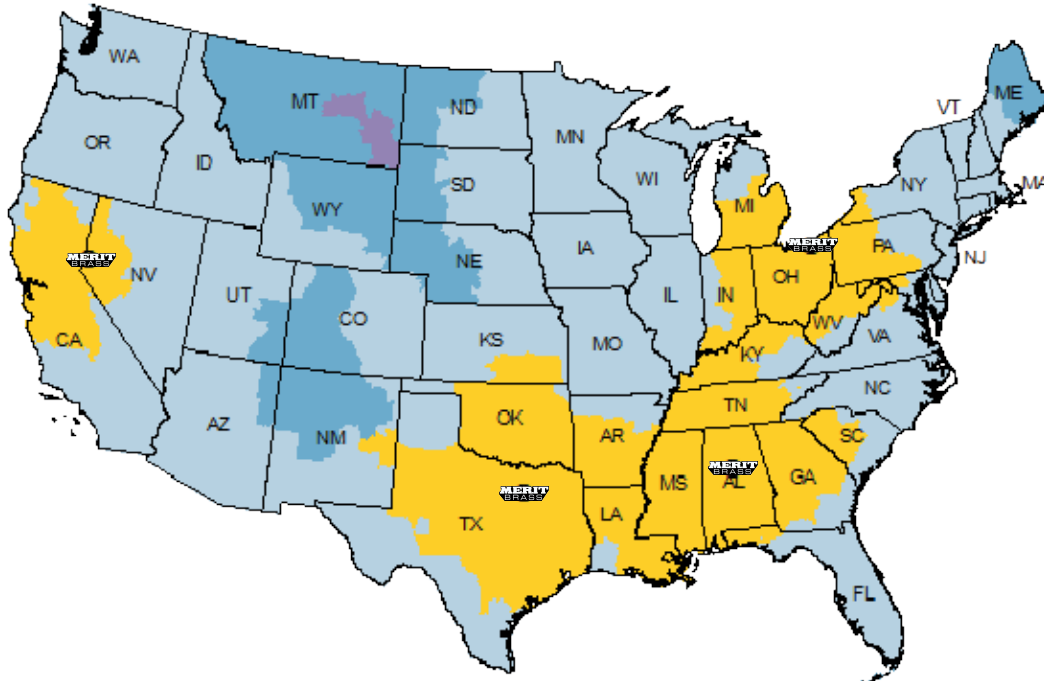 WA
MT
ND
MN
ME
VT
OR
ID
SD
WI
NY
MA
WY
MI
IA
PA
NJ
MERIT
BRASS
MERIT
BRASS
NV
NE
OH
UT
CO
IL
IN
WV
VA
CA
KS
MO
KY
NC
AZ
NM
OK
AR
TN
SC
MERIT
BRASS
MERIT
BRASS
TX
LA
MS
AL
GA
FL